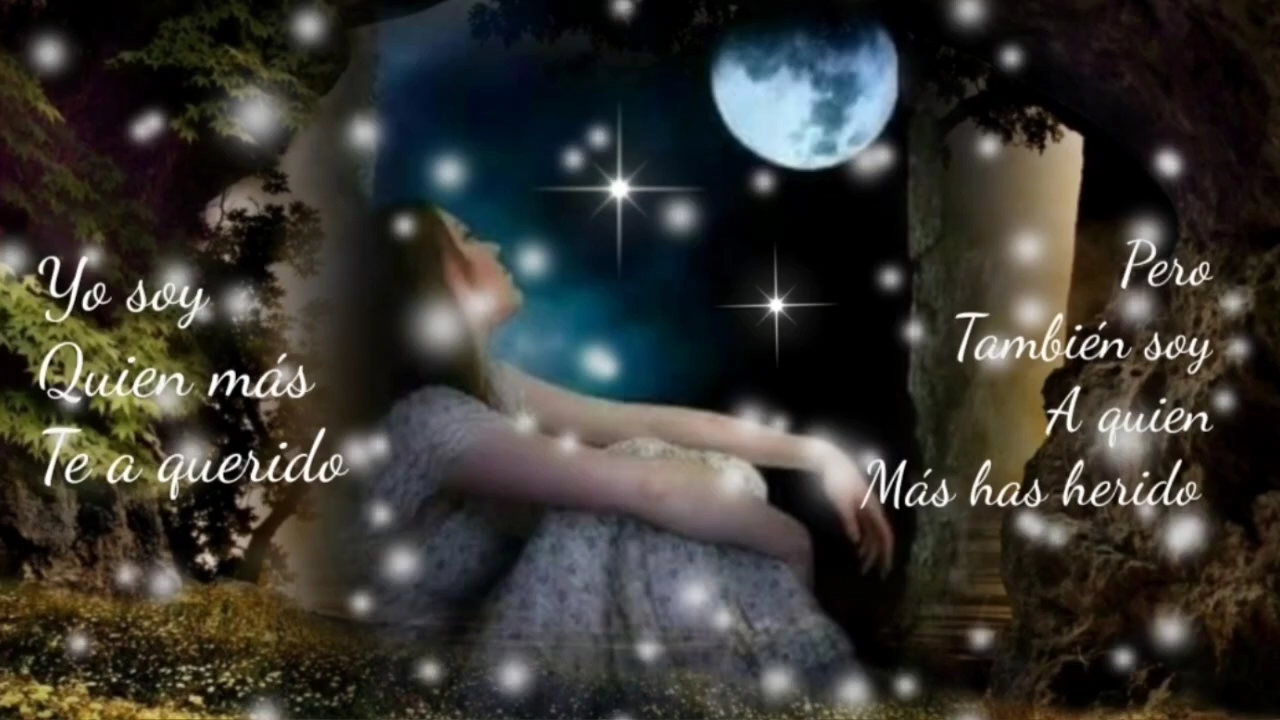 Yo soy
Quien más
Te a querido
Pero
También soy
A quien
Más has herido